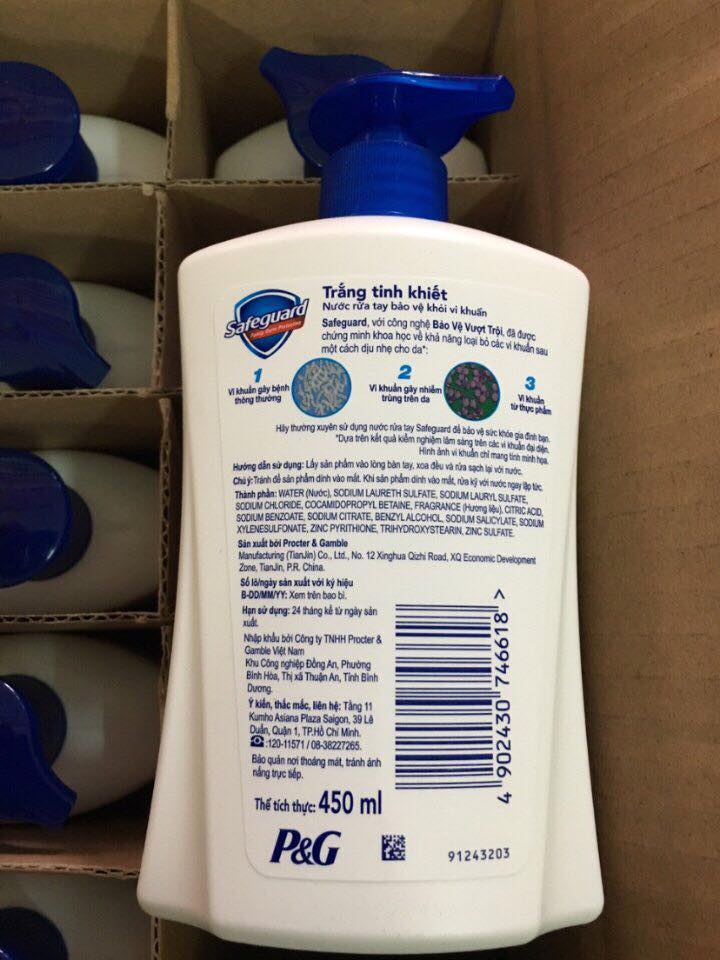 Trắng tinh khiết
Nước rửa tay bảo vệ khỏi vi khuẩn
Safeguard
Family Germ Protection
Safeguard, với công nghệ Bảo Vệ Vượt Trội, đã được
chứng minh khoa học về khả năng loại bỏ các vi khuẩn sau
một cách dịu nhẹ cho da*:
1
Vi khuẩn gây bệnh
thông thường
2
Vi khuẩn gây nhiễm
trùng trên da
3
Vi khuẩn
từ thực phẩm
Hãy thường xuyên sử dụng nước rửa tay Safeguard để bảo vệ sức khỏe gia đình bạn.
*Dựa trên kết quả kiểm nghiệm lâm sàng trên các vi khuẩn đại diện.
Hình ảnh vi khuẩn chỉ mang tính minh họa.
Hướng dẫn sử dụng: Lấy sản phẩm vào lòng bàn tay, xoa đều và rửa sạch lại với nước.
Chú ý: Tránh để sản phẩm dính vào mắt. Khi sản phẩm dính vào mắt, rửa kỹ với nước ngay lập tức.
Thành phần: WATER (Nước), SODIUM LAURETH SULFATE, SODIUM LAURYL SULFATE,
SODIUM CHLORIDE, COCAMIDOPROPYL BETAINE, FRAGRANCE (Hương liệu), CITRIC ACID,
SODIUM BENZOATE, SODIUM CITRATE, BENZYL ALCOHOL, SODIUM SALICYLATE, SODIUM
XYLENESULFONATE, ZINC PYRITHIONE, TRIHYDROXYSTEARIN, ZINC SULFATE.
Sản xuất bởi Procter & Gamble
Manufacturing (TianJin) Co., Ltd., No. 12 Xinghua Qizhi Road, XQ Economic Development
Zone, TianJin, P.R. China.
Số lô/ngày sản xuất với ký hiệu
B-DD/MM/YY: Xem trên bao bì.
Hạn sử dụng: 24 tháng kể từ ngày sản
xuất.
Nhập khẩu bởi Công ty TNHH Procter &
Gamble Việt Nam
Khu Công nghiệp Đồng An, Phường
Bình Hòa, Thị xã Thuận An, Tỉnh Bình
Dương.
Ý kiến, thắc mắc, liên hệ: Tầng 11
Kumho Asiana Plaza Saigon, 39 Lê
Duẩn, Quận 1, TP.Hồ Chí Minh.
☎:120-11571 / 08-38227265.
Bảo quản nơi thoáng mát, tránh ánh
nắng trực tiếp.
Thể tích thực: 450 ml
4 902430 746618 >
P&G
91243203